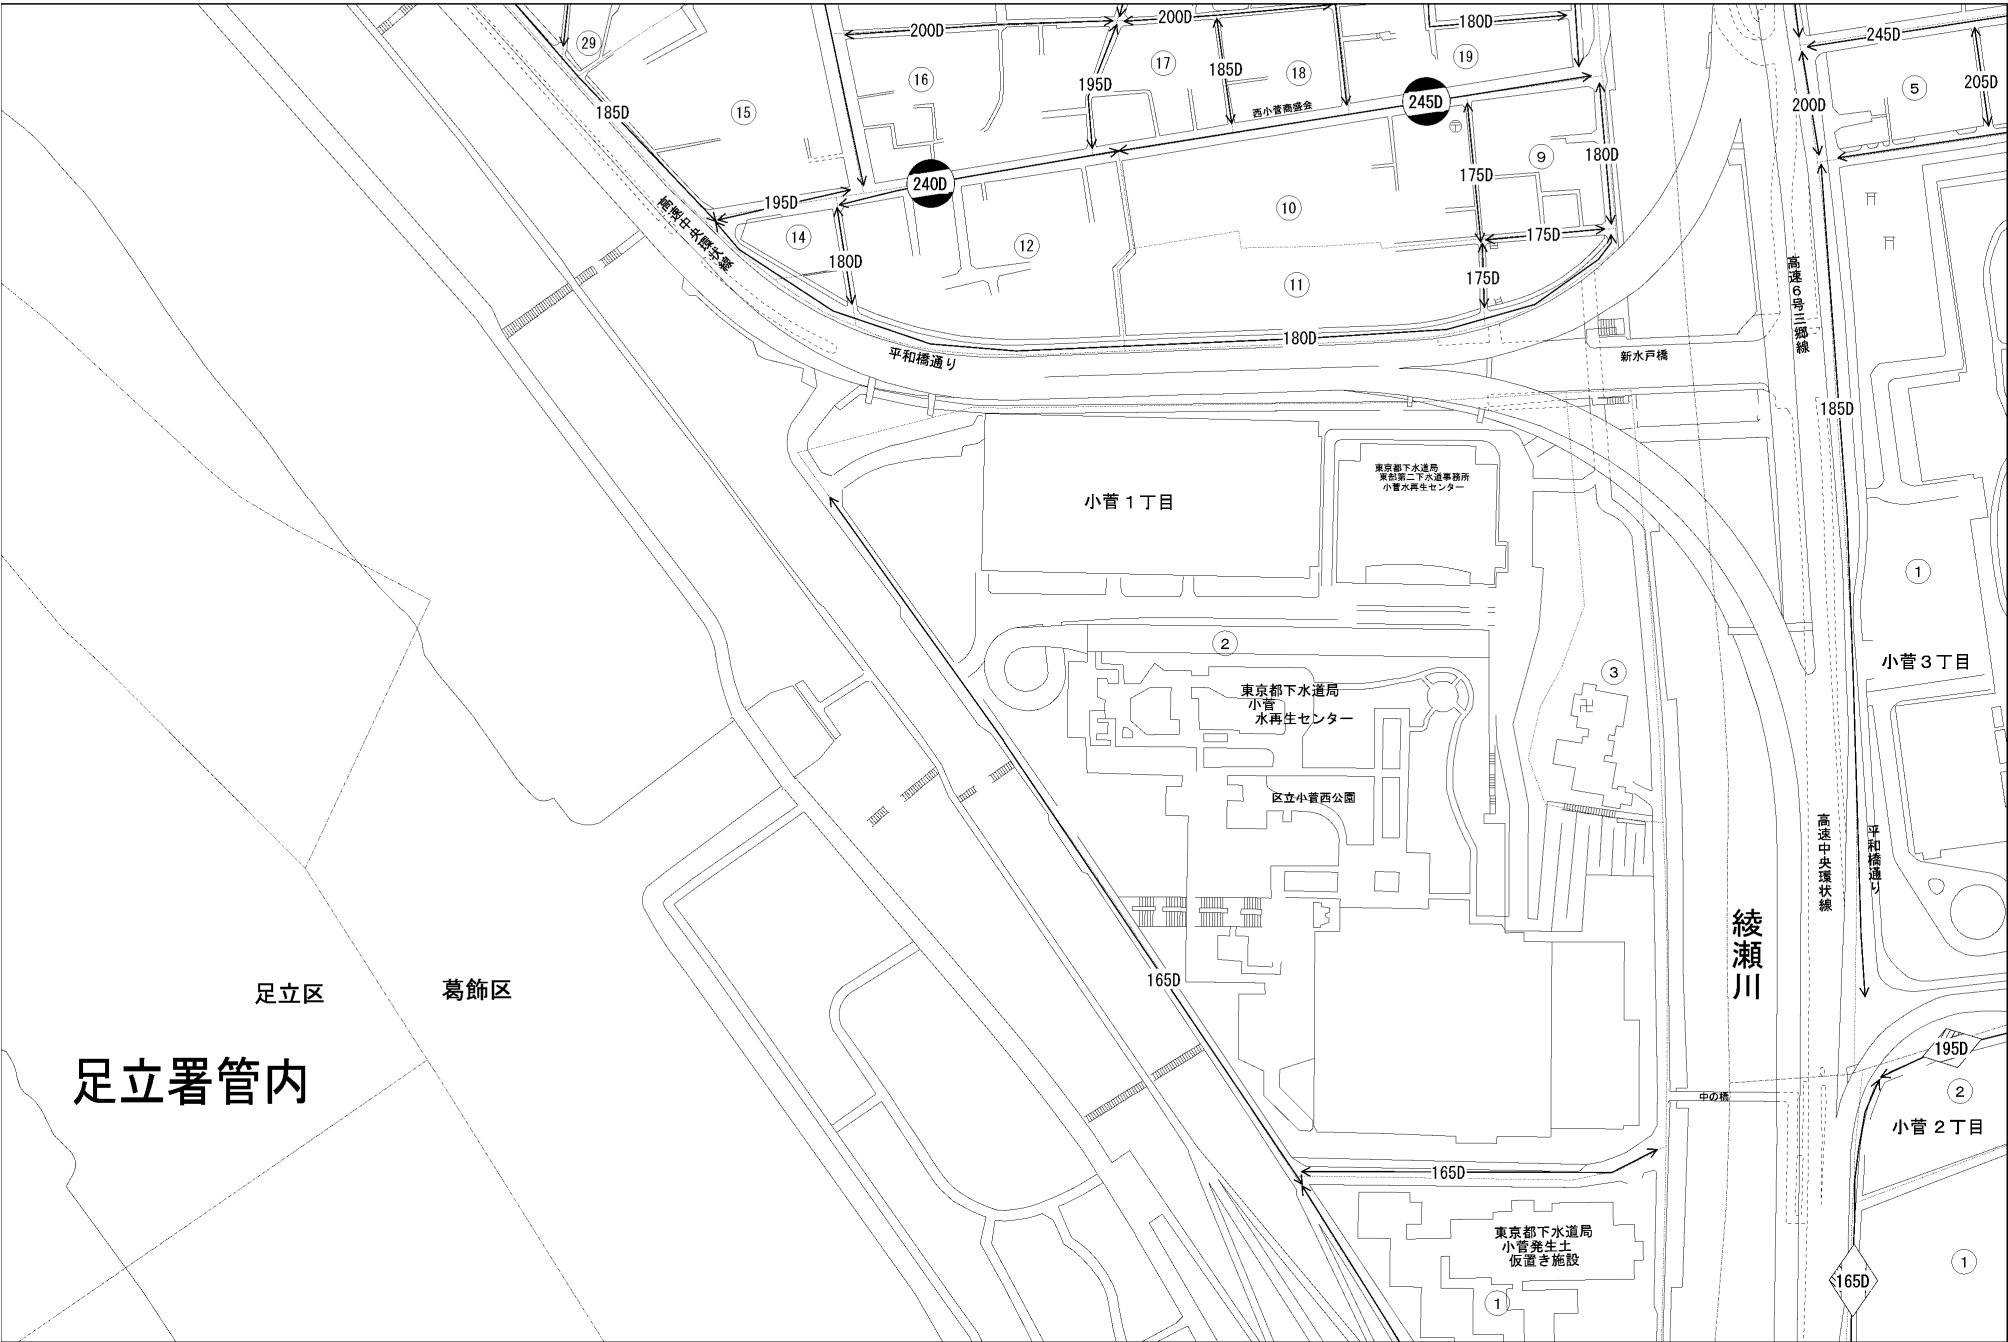 200D
200D
180D
245D
29
16
17
185D
18
19
195D
185D
15
西小菅商盛会
245D
200D
5
205D
240D
175D
9
180D
195D
高速中央環状線
14
180D
12
10
11
175D
175D
180D
平和橋通り
新水戸橋
高速6号三郷線
185D
小菅1丁目
東京都下水道局
東部第二下水道事務所
小菅水再生センター
1
2
3
小菅3丁目
東京都下水道局
小菅
水再生センター
区立小菅西公園
高速中央環状線
平和橋通り
綾瀬川
165D
足立区
葛飾区
足立署管内
195D
2
中の橋
小菅2丁目
165D
東京都下水道局
小菅発生土
仮置き施設
1
1
165D